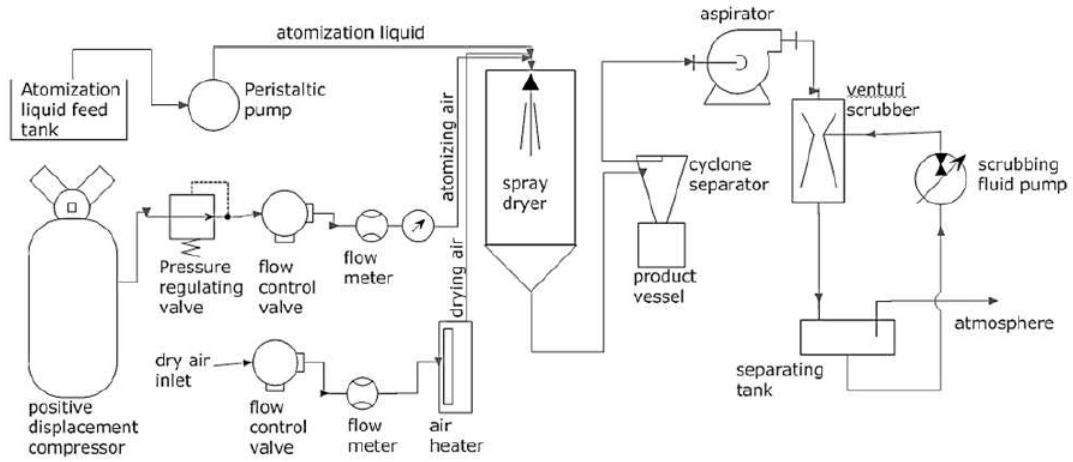 aspirator
atomization liquid
Atomization
liquid feed
tank
Peristaltic
pump
venturi
scrubber
atomizing air
spray
dryer
cyclone
separator
scrubbing
fluid pump
Pressure
regulating
valve
flow
control
valve
flow
meter
drying air
product
vessel
atmosphere
dry air
inlet
separating
tank
positive
displacement
compressor
flow
control
valve
flow
meter
air
heater